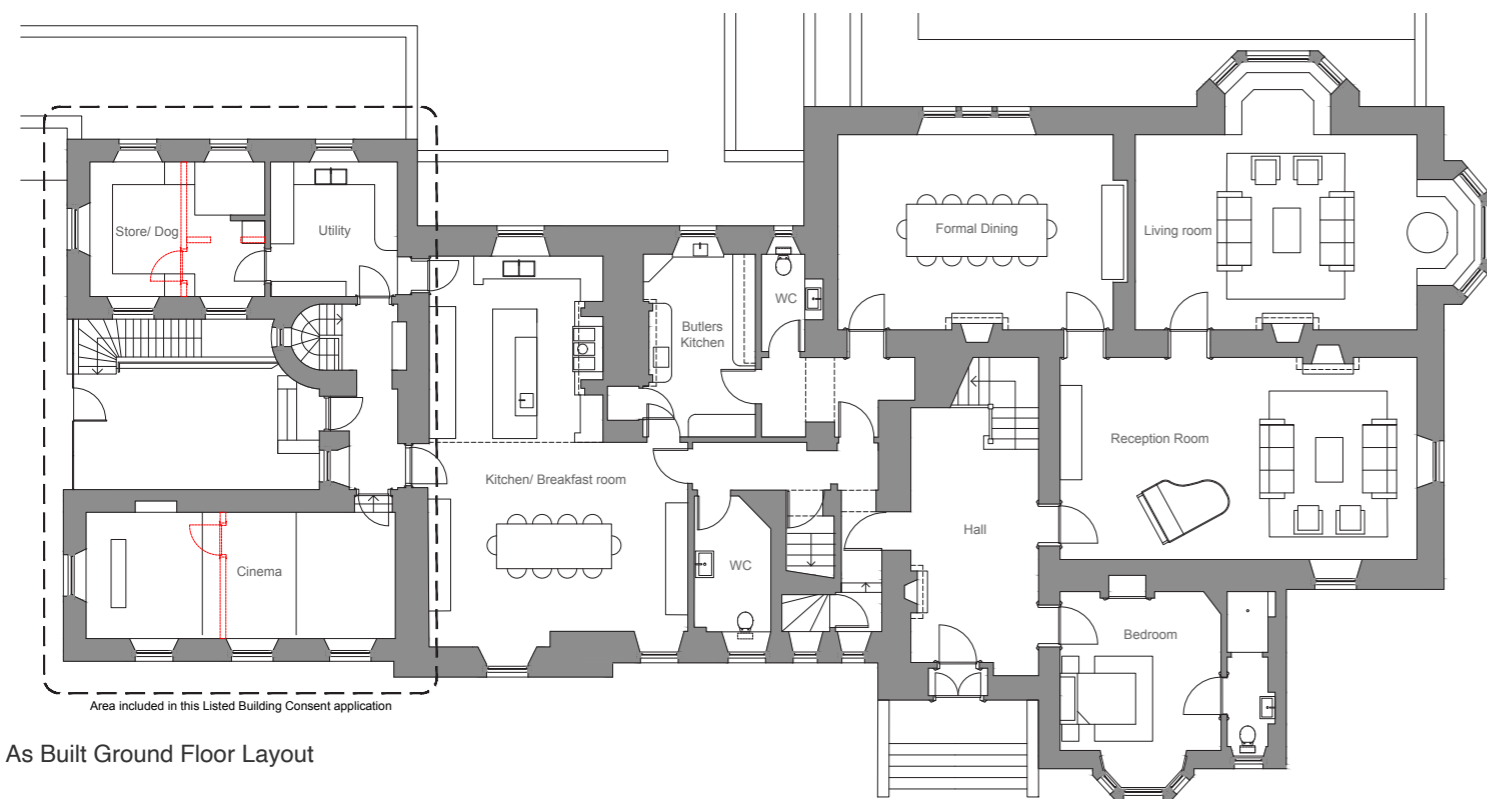 Store/ Dog
Utility
Butlers
Kitchen
WC
Formal Dining
Living room
Reception Room
Kitchen/ Breakfast room
Hall
Cinema
WC
Bedroom
Area included in this Listed Building Consent application
As Built Ground Floor Layout